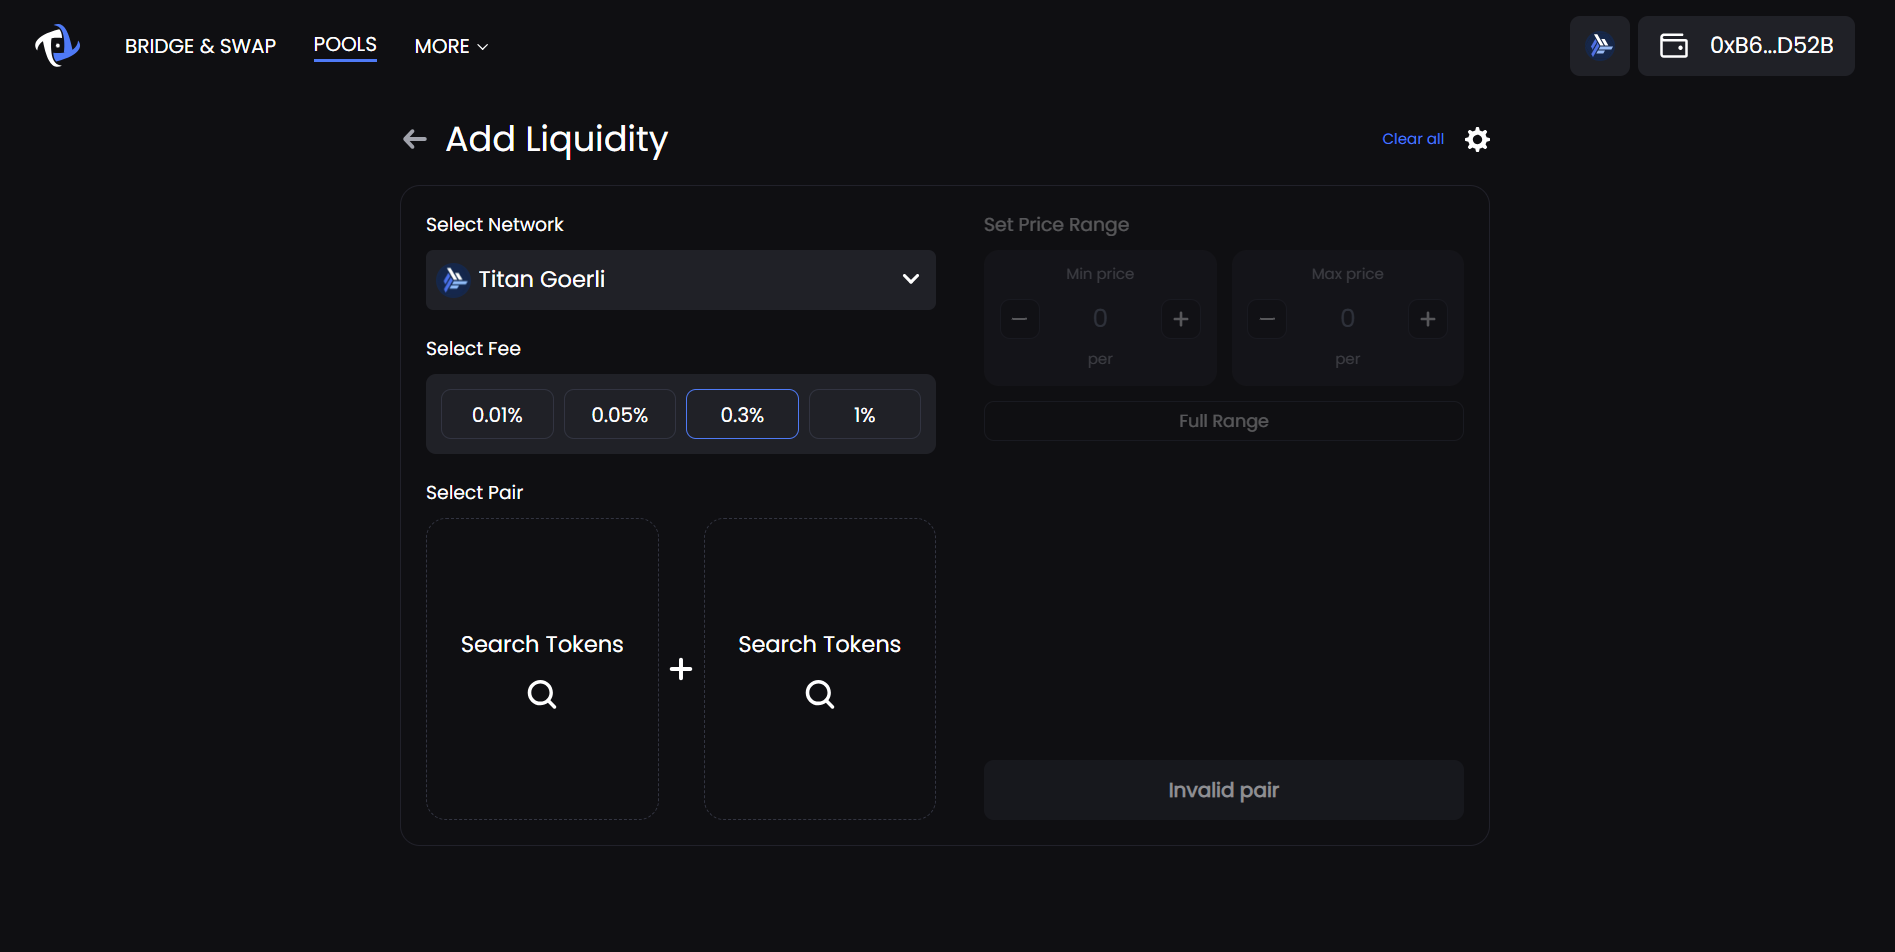 BRIDGE & SWAP
POOLS
MORE
0xB6...D52B
Add Liquidity
Clear all
Select Network
Titan Goerli
Select Fee
0.01%
0.05%
0.3%
1%
Select Pair
Search Tokens
+
Search Tokens
Set Price Range
Min price
− 0 +
per
Max price
− 0 +
per
Full Range
Invalid pair